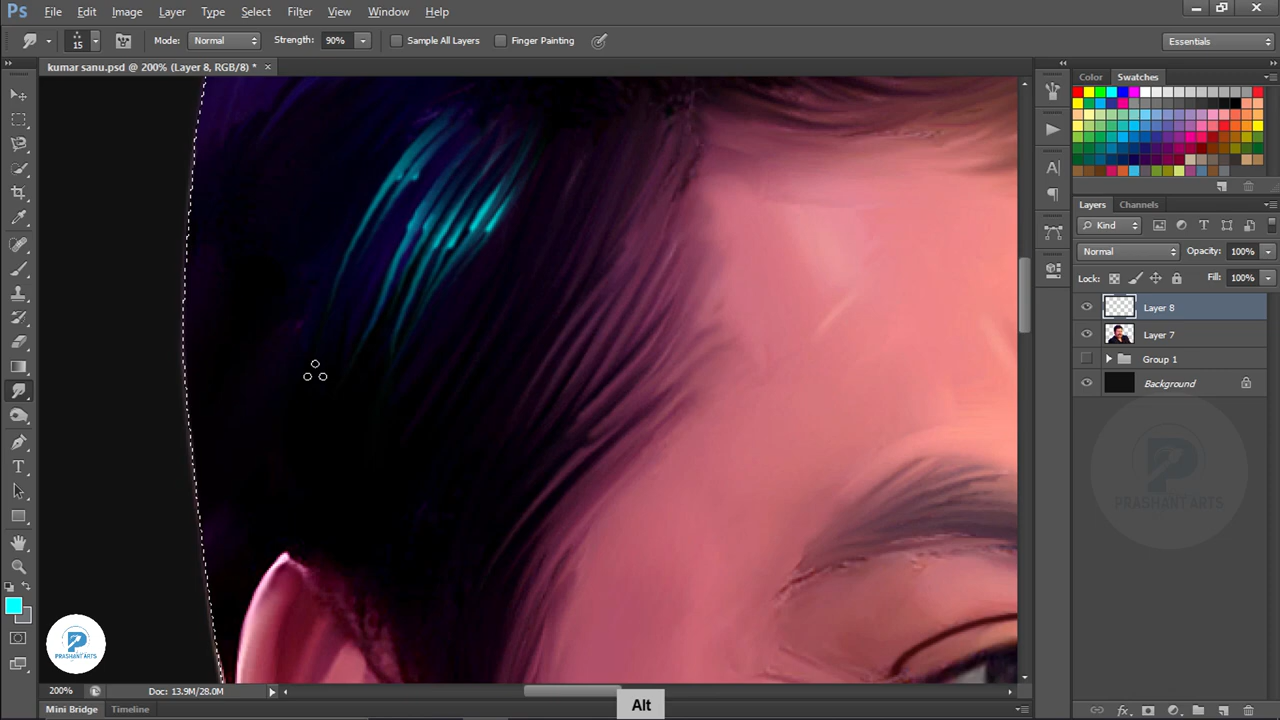 Ps File Edit Image Layer Type Select Filter View Window Help
15 Mode: Normal Strength: 90% Sample All Layers Finger Painting Essentials
kumar sanu.psd @ 200% (Layer 8, RGB/8) * ×
Color Swatches
Layers Channels
Kind
Normal Opacity: 100%
Lock: Fill: 100%
Layer 8
Layer 7
Group 1
Background
PRASHANT ARTS
PRASHANT ARTS
200% Doc: 13.9M/28.0M
Alt
Mini Bridge Timeline